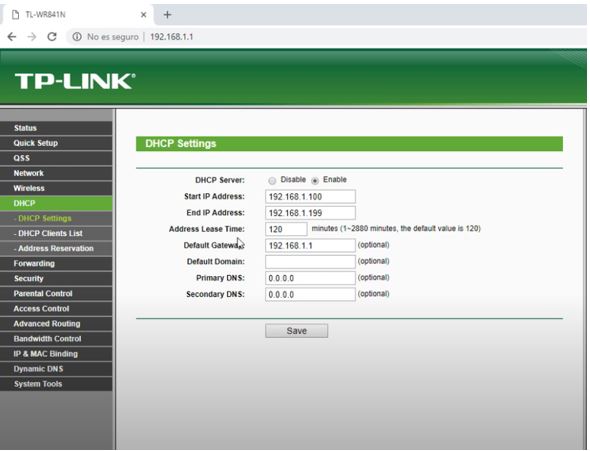 TL-WR841N
No es seguro | 192.168.1.1
TP-LINK®
Status
Quick Setup
QSS
Network
Wireless
DHCP
- DHCP Settings
- DHCP Clients List
- Address Reservation
Forwarding
Security
Parental Control
Access Control
Advanced Routing
Bandwidth Control
IP & MAC Binding
Dynamic DNS
System Tools
DHCP Settings
DHCP Server: Disable Enable
Start IP Address: 192.168.1.100
End IP Address: 192.168.1.199
Address Lease Time: 120 minutes (1~2880 minutes, the default value is 120)
Default Gateway: 192.168.1.1 (optional)
Default Domain: (optional)
Primary DNS: 0.0.0.0 (optional)
Secondary DNS: 0.0.0.0 (optional)
Save